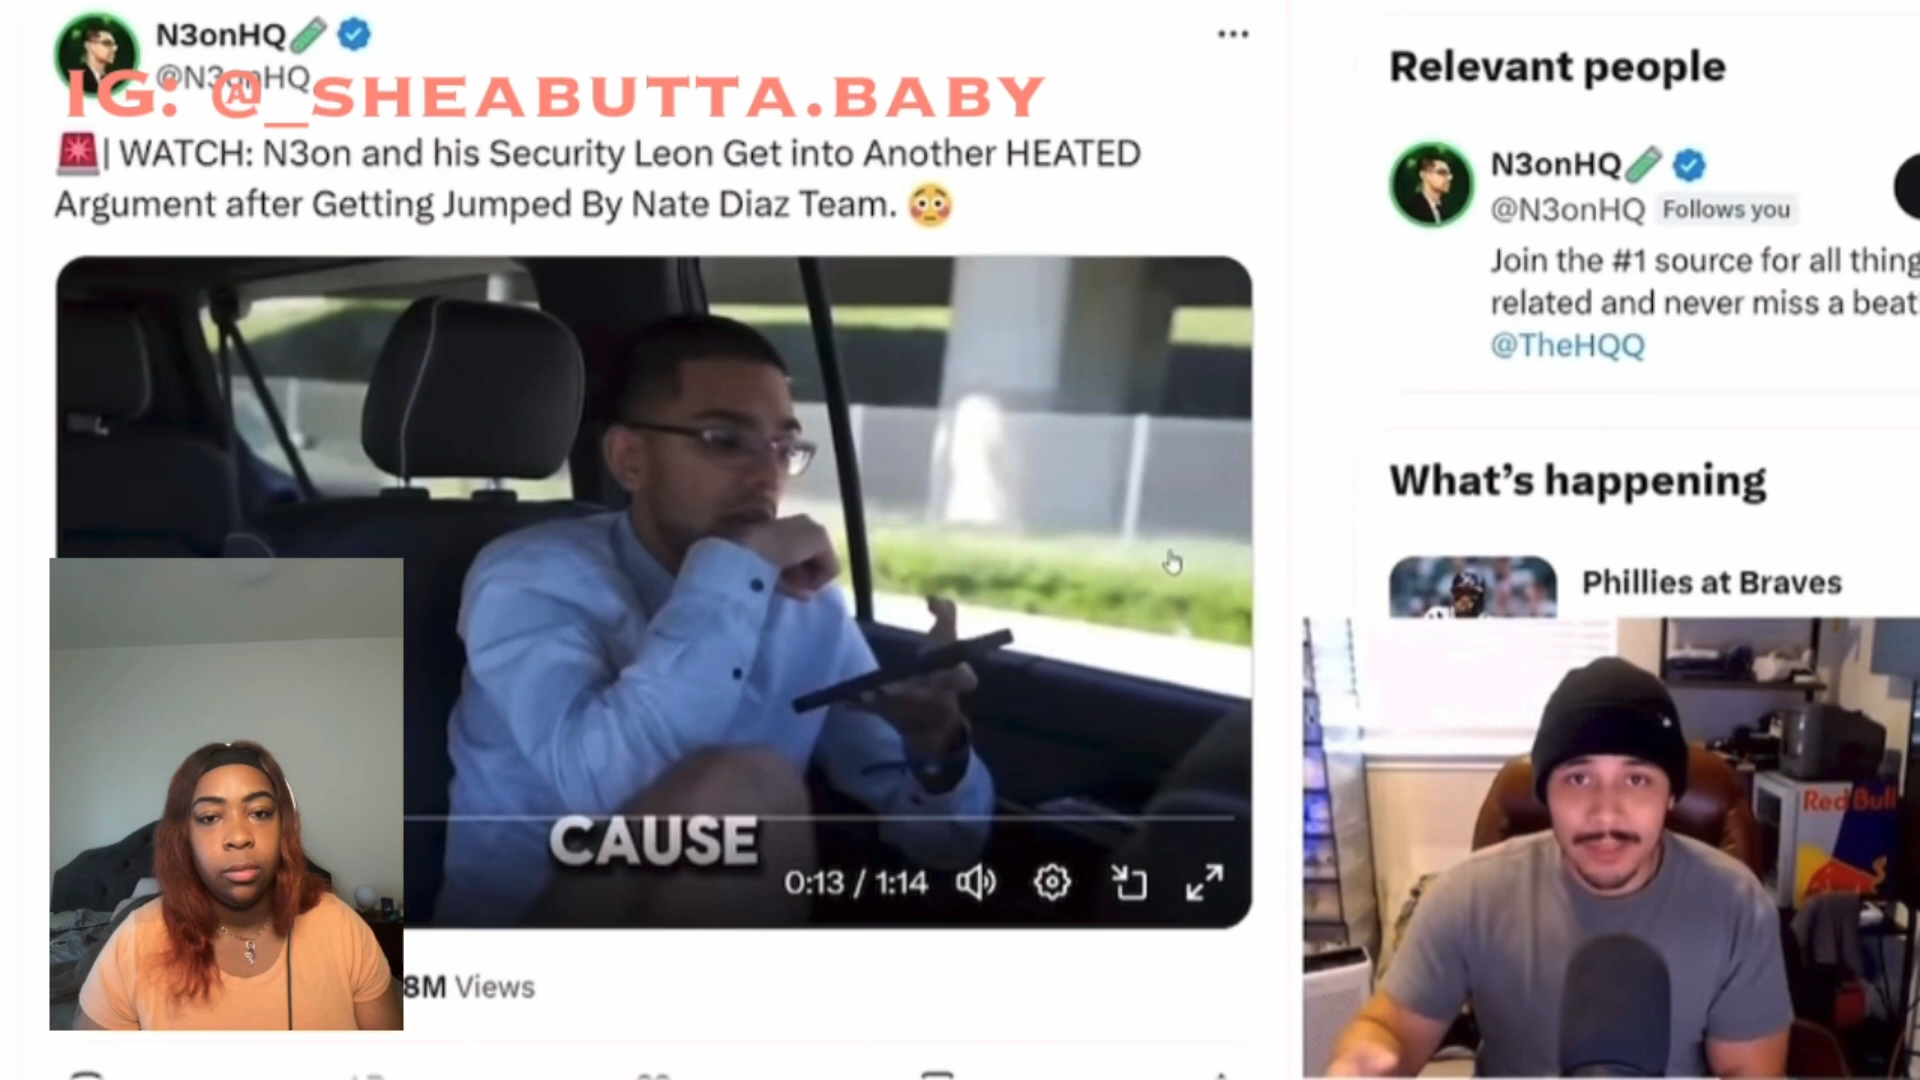 N3onHQ
@N3onHQ
IG: @_SHEABUTTA.BABY
| WATCH: N3on and his Security Leon Get into Another HEATED
Argument after Getting Jumped By Nate Diaz Team.
CAUSE
0:13 / 1:14
8M Views
Relevant people
N3onHQ
@N3onHQ Follows you
Join the #1 source for all thing
related and never miss a beat
@TheHQQ
What's happening
Phillies at Braves
Red Bull